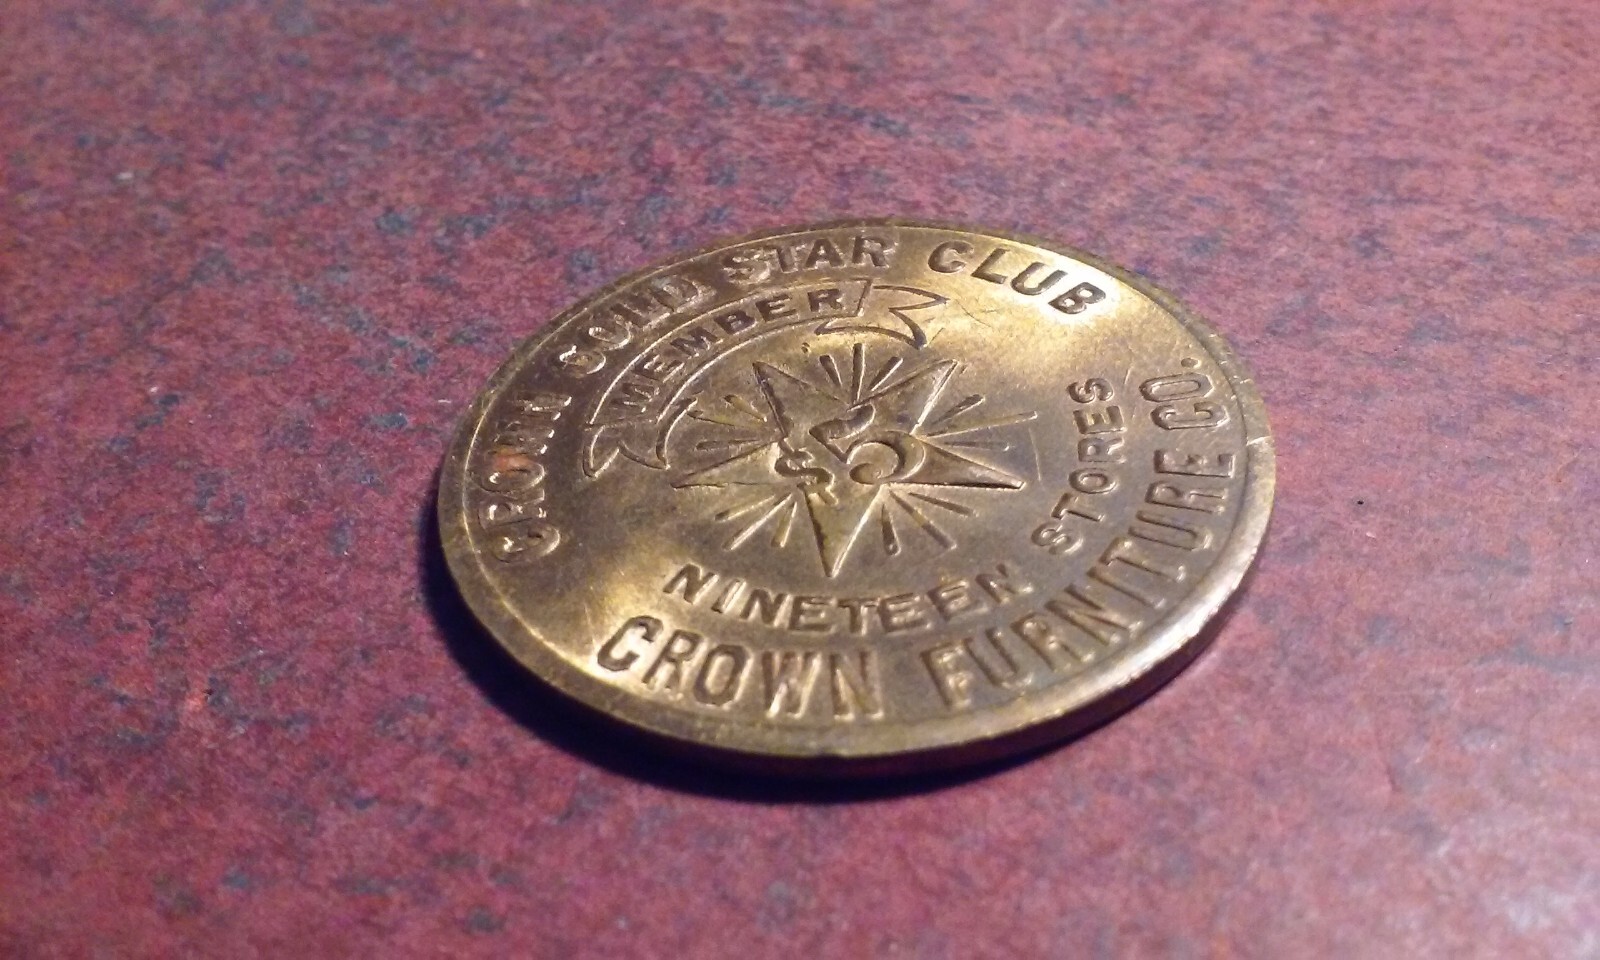 CROWN GOLD STAR CLUB
MEMBER
$5
NINETEEN STORES
CROWN FURNITURE CO.